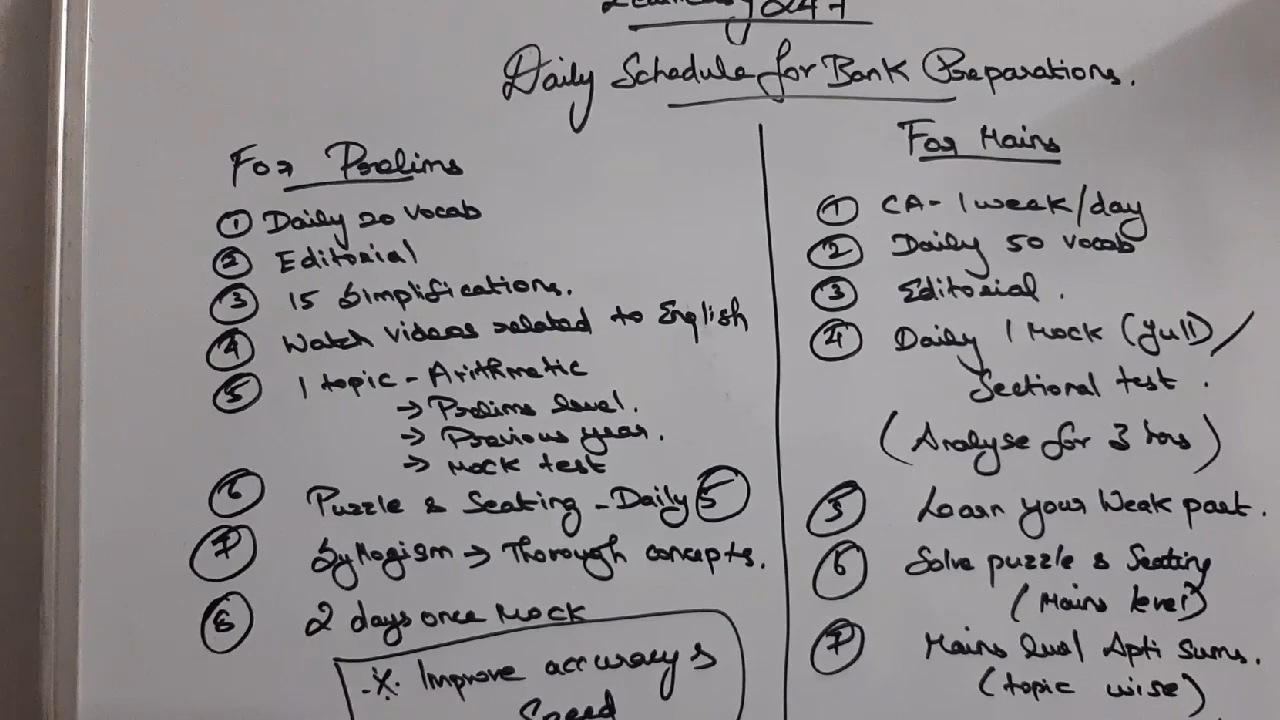 Daily Schedule for Bank Preparations.
For Prelims
① Daily 20 vocab
② Editorial
③ 15 Simplifications.
④ Watch videos related to English
⑤ 1 topic - Arithmetic
→ Prelims level.
→ Previous year.
→ Mock test
⑥ Puzzle & Seating - Daily ⑤
⑦ Syllogism → Thorough concepts.
⑧ 2 days once Mock
* Improve accuracy &
Speed
For Mains
① CA - 1 week/day
② Daily 50 vocab
③ Editorial.
④ Daily 1 Mock (full) /
Sectional test.
(Analyse for 3 hrs)
⑤ Learn your Weak part.
⑥ Solve puzzle & Seating
(Mains level)
⑦ Mains level Apti sums.
(topic wise)